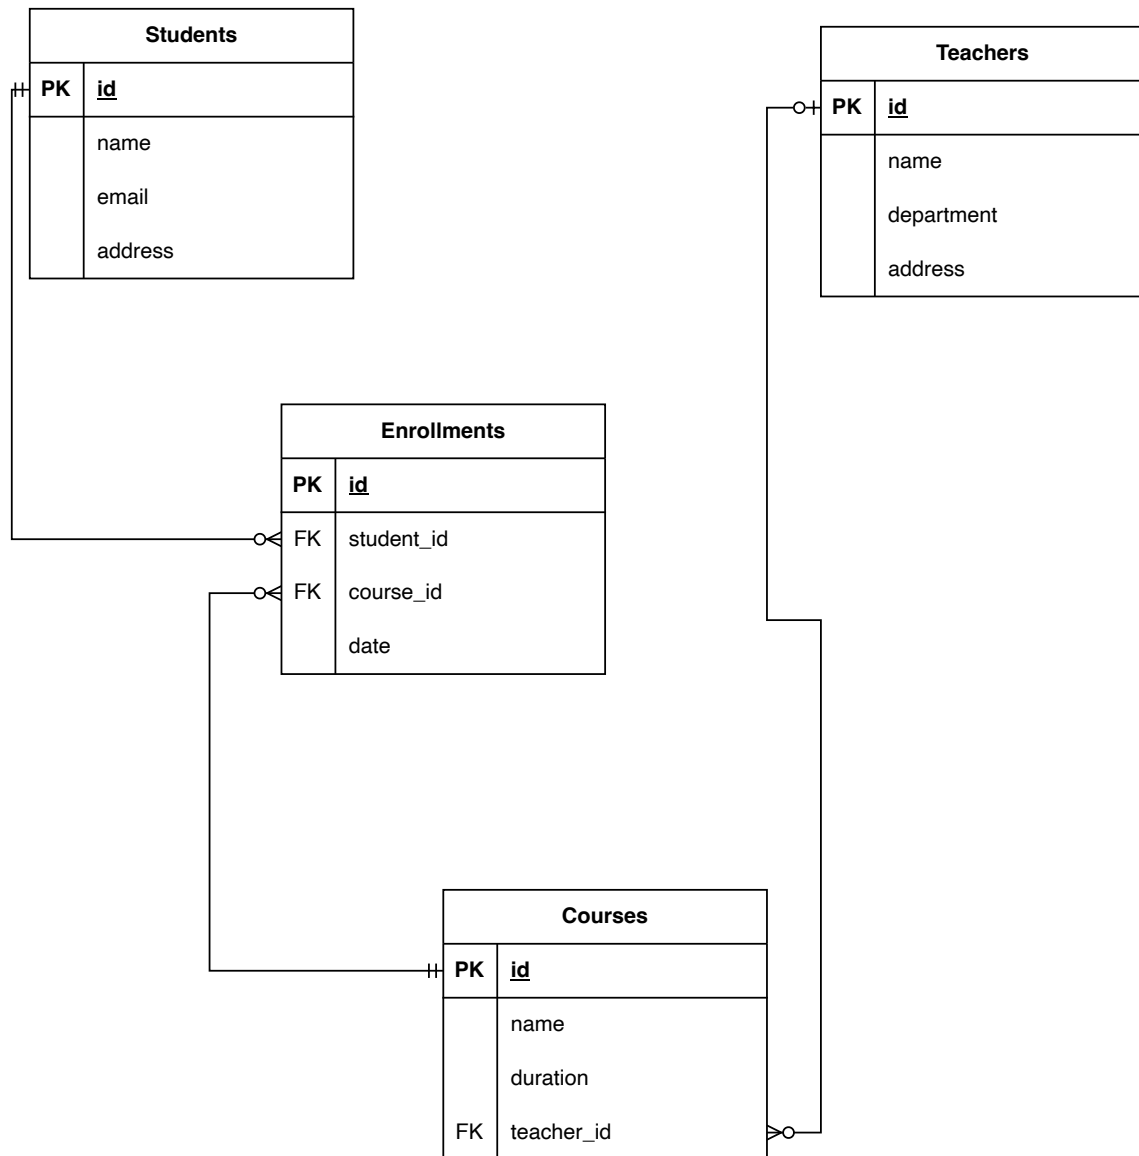 Students
PK id
name
email
address
Teachers
PK id
name
department
address
Enrollments
PK id
FK student_id
FK course_id
date
Courses
PK id
name
duration
FK teacher_id